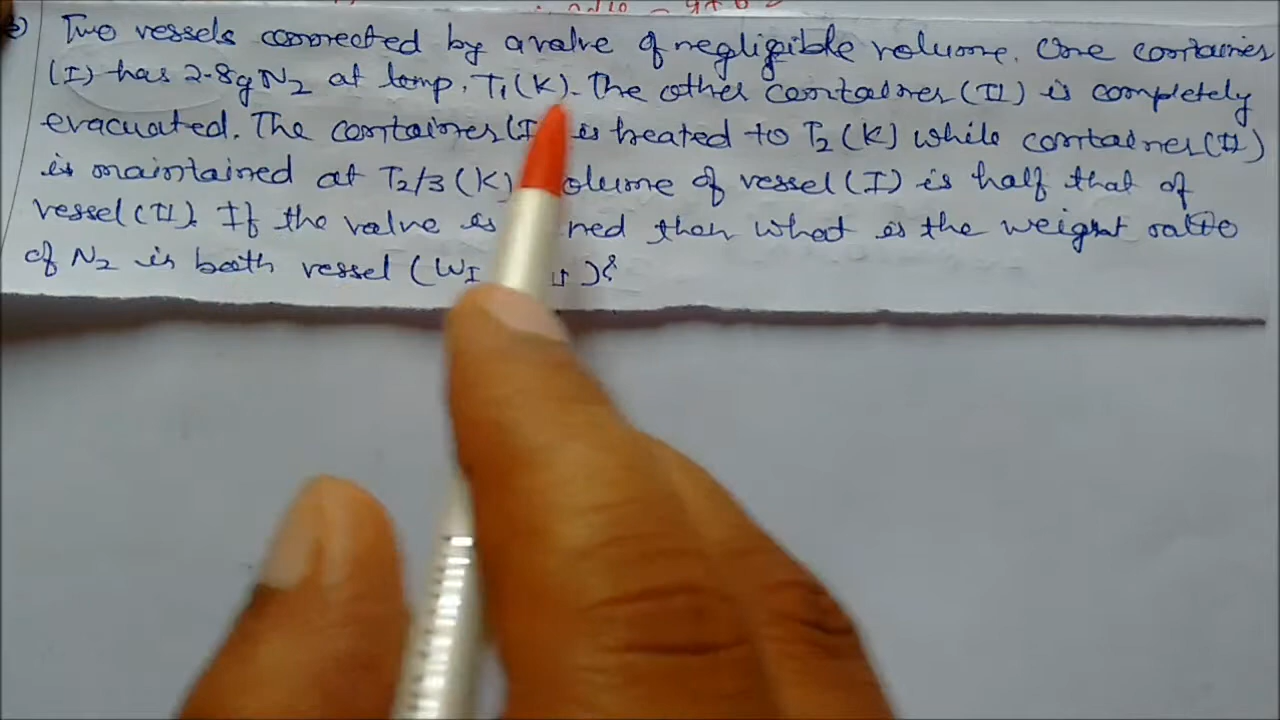 Two vessels connected by a valve of negligible volume. One container
(I) has 2.8g N2 at temp. T1(K). The other container (II) is completely
evacuated. The container (I is heated to T2(K) while container (II)
is maintained at T2/3 (K) olume of vessel (I) is half that of
vessel (II). If the valve is ned then what is the weight ratio
of N2 in both vessel (WI )?